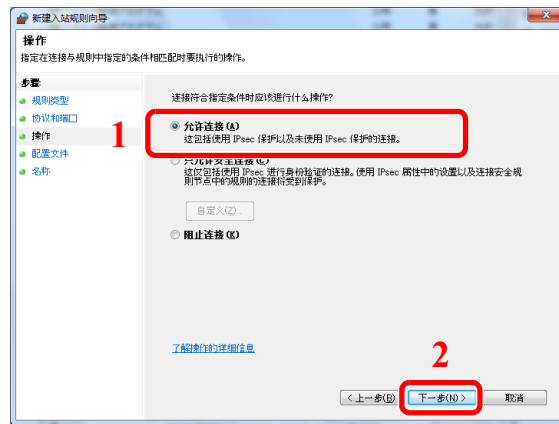 新建入站规则向导
操作
指定在连接与规则中指定的条件相匹配时要执行的操作。
步骤:
规则类型
协议和端口
操作
配置文件
名称
1
连接符合指定条件时应该进行什么操作?
允许连接(A)
这包括使用 IPsec 保护以及未使用 IPsec 保护的连接。
只允许安全连接(C)
这仅包括使用 IPsec 进行身份验证的连接。使用 IPsec 属性中的设置以及连接安全规
则节点中的规则的连接将受到保护。
自定义(Z)...
阻止连接(K)
了解操作的详细信息
2
<上一步(B)
下一步(N)>
取消